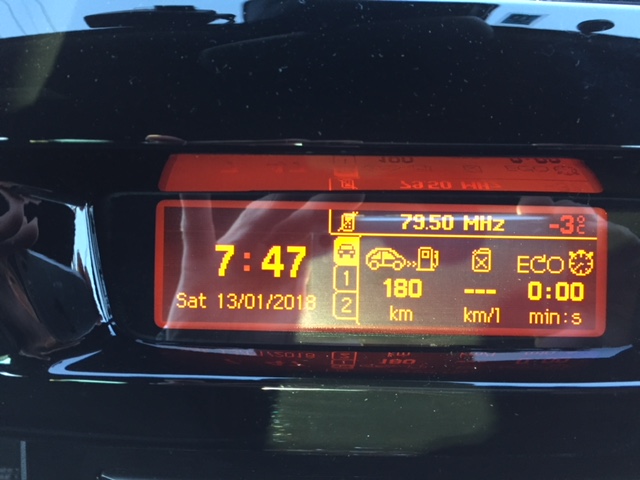 79.50 MHz -3°C
7:47
Sat 13/01/2018
1
2
ECO
180 --- 0:00
km km/l min:s